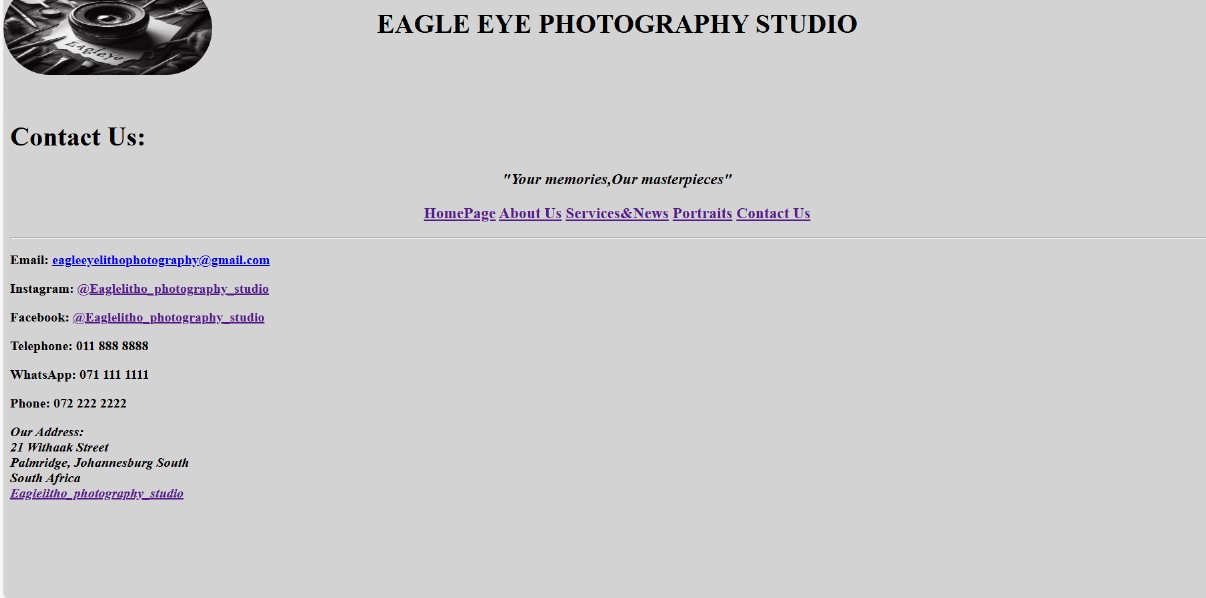 Eagleye
EAGLE EYE PHOTOGRAPHY STUDIO
Contact Us:
"Your memories,Our masterpieces"
HomePage About Us Services&News Portraits Contact Us
Email: eagleeyelithophotography@gmail.com
Instagram: @Eaglelitho_photography_studio
Facebook: @Eaglelitho_photography_studio
Telephone: 011 888 8888
WhatsApp: 071 111 1111
Phone: 072 222 2222
Our Address:
21 Withaak Street
Palmridge, Johannesburg South
South Africa
Eaglelitho_photography_studio